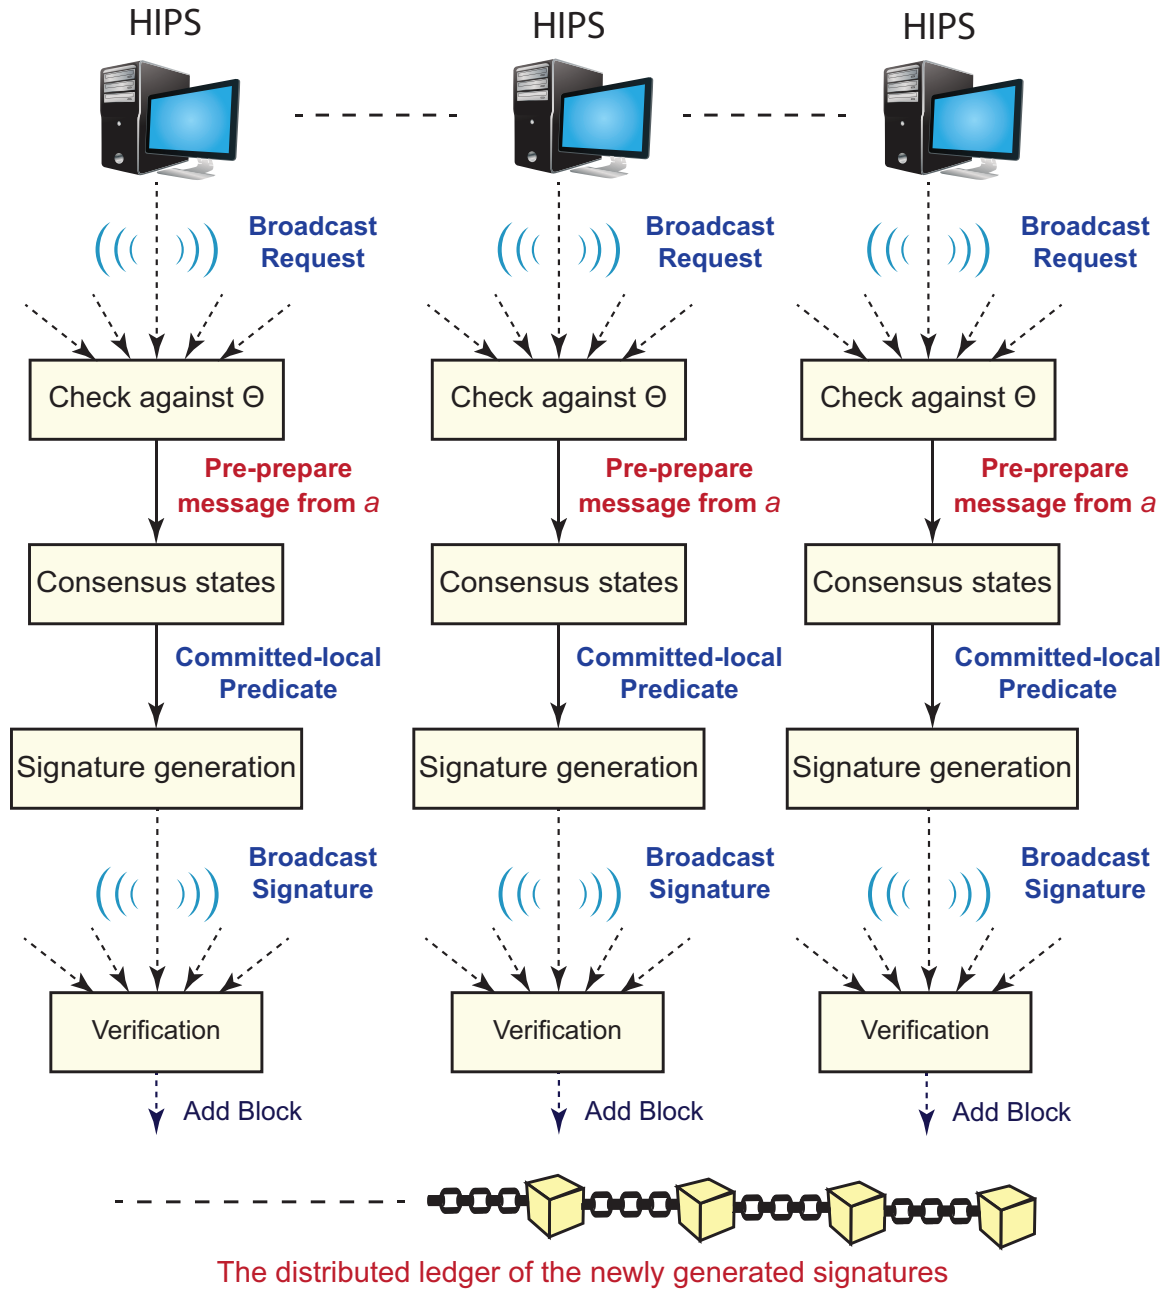 HIPS
HIPS
HIPS
Broadcast
Request
Broadcast
Request
Broadcast
Request
Check against Θ
Check against Θ
Check against Θ
Pre-prepare
message from a
Pre-prepare
message from a
Pre-prepare
message from a
Consensus states
Consensus states
Consensus states
Committed-local
Predicate
Committed-local
Predicate
Committed-local
Predicate
Signature generation
Signature generation
Signature generation
Broadcast
Signature
Broadcast
Signature
Broadcast
Signature
Verification
Verification
Verification
Add Block
Add Block
Add Block
The distributed ledger of the newly generated signatures